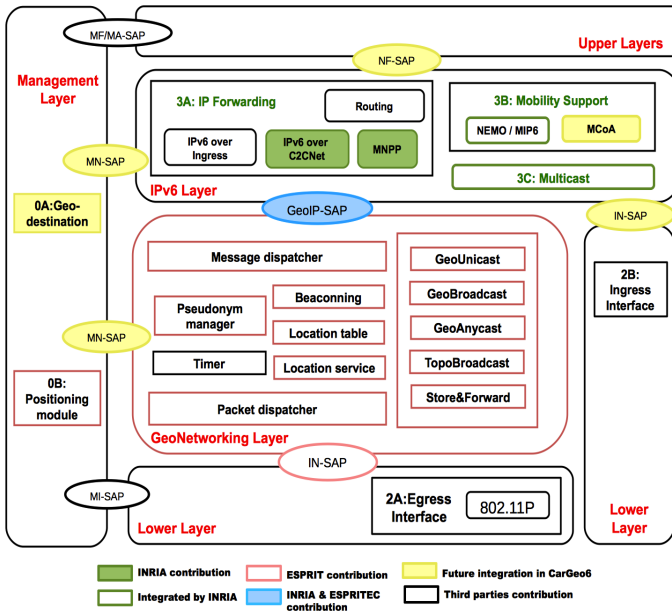 MF/MA-SAP
Upper Layers
NF-SAP
Management
Layer
3A: IP Forwarding
Routing
IPv6 over
Ingress
IPv6 over
C2CNet
MNPP
3B: Mobility Support
NEMO / MIP6
MCoA
MN-SAP
IPv6 Layer
3C: Multicast
0A:Geo-
destination
GeoIP-SAP
IN-SAP
Message dispatcher
GeoUnicast
Beaconning
GeoBroadcast
Pseudonym
manager
Location table
GeoAnycast
2B:
Ingress
Interface
MN-SAP
Timer
Location service
TopoBroadcast
Store&Forward
0B:
Positioning
module
Packet dispatcher
GeoNetworking Layer
IN-SAP
MI-SAP
2A:Egress
Interface
802.11P
Lower Layer
Lower
Layer
INRIA contribution
ESPRIT contribution
Future integration in CarGeo6
Integrated by INRIA
INRIA & ESPRITEC
contribution
Third parties contribution